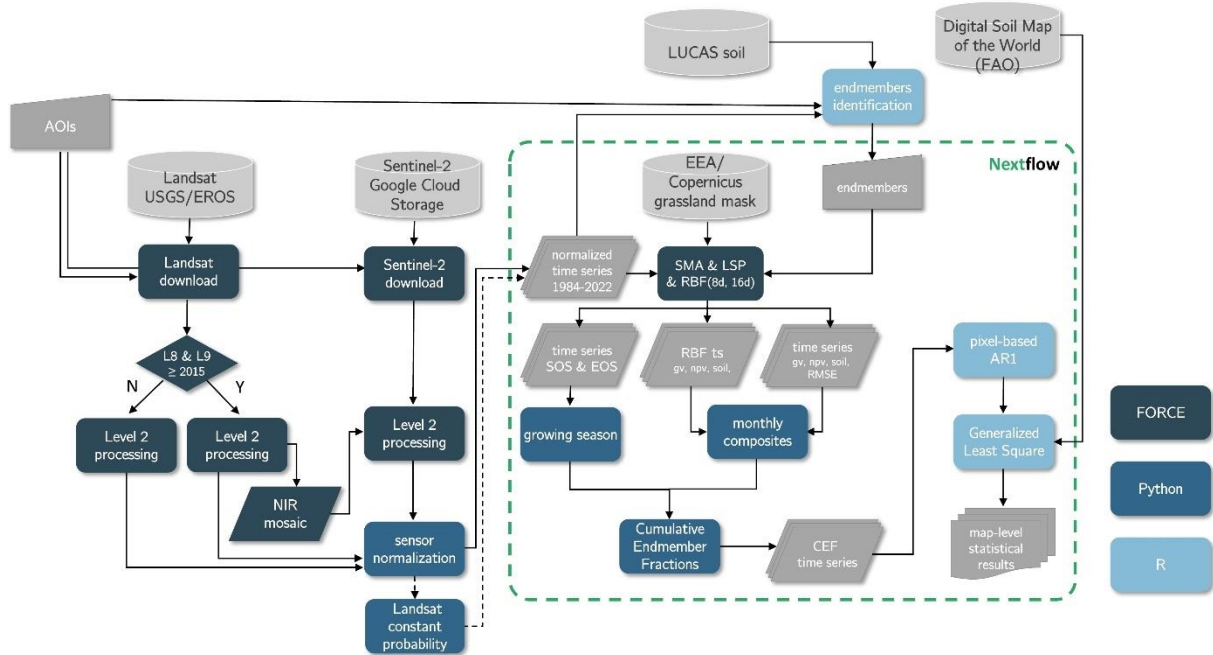 LUCAS soil
Digital Soil Map
of the World
(FAO)
endmembers
identification
AOIs
Landsat
USGS/EROS
Sentinel-2
Google Cloud
Storage
EEA/
Copernicus
grassland mask
endmembers
Nextflow
Landsat
download
Sentinel-2
download
normalized
time series
1984-2022
SMA & LSP
& RBF(8d, 16d)
L8 & L9
≥ 2015
N
Y
time series
SOS & EOS
RBF ts
gv, npv, soil,
time series
gv, npv, soil,
RMSE
pixel-based
AR1
Level 2
processing
Level 2
processing
Level 2
processing
growing season
monthly
composites
Generalized
Least Square
FORCE
NIR
mosaic
sensor
normalization
Cumulative
Endmember
Fractions
CEF
time series
map-level
statistical
results
Python
R
Landsat
constant
probability